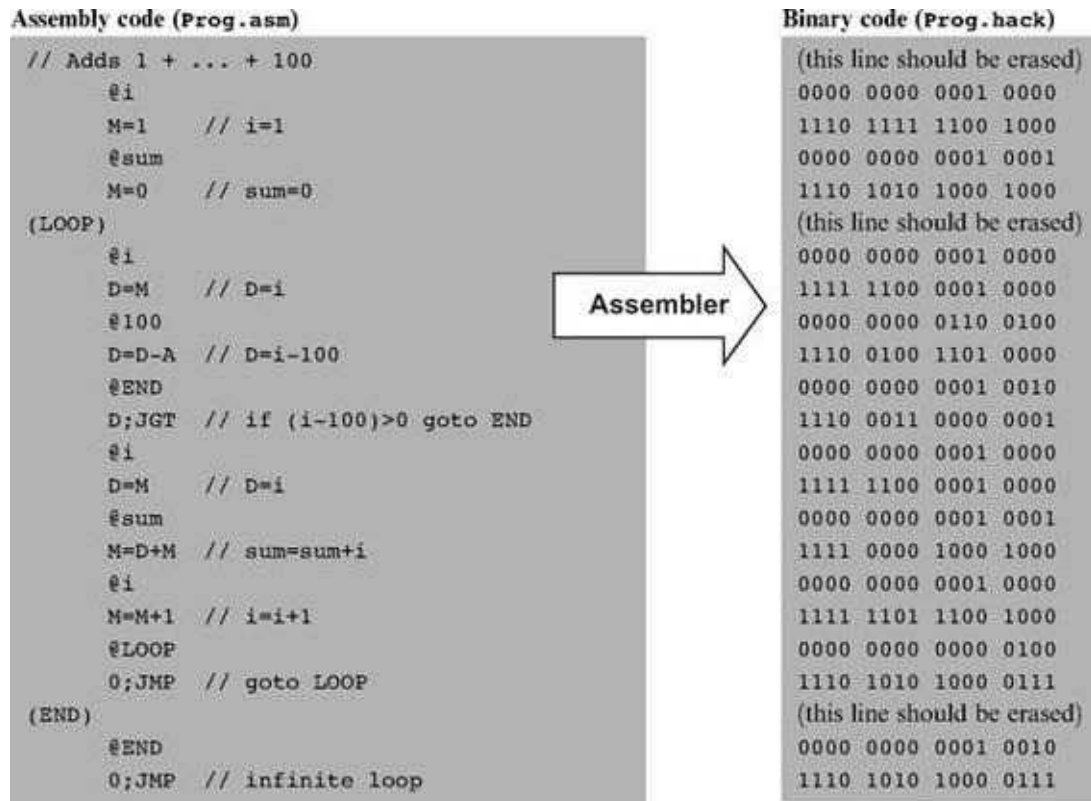 Assembly code (Prog.asm)
// Adds 1 + ... + 100
@i
M=1 // i=1
@sum
M=0 // sum=0
(LOOP)
@i
D=M // D=i
@100
D=D-A // D=i-100
@END
D;JGT // if (i-100)>0 goto END
@i
D=M // D=i
@sum
M=D+M // sum=sum+i
@i
M=M+1 // i=i+1
@LOOP
0;JMP // goto LOOP
(END)
@END
0;JMP // infinite loop
Assembler
Binary code (Prog.hack)
(this line should be erased)
0000 0000 0001 0000
1110 1111 1100 1000
0000 0000 0001 0001
1110 1010 1000 1000
(this line should be erased)
0000 0000 0001 0000
1111 1100 0001 0000
0000 0000 0110 0100
1110 0100 1101 0000
0000 0000 0001 0010
1110 0011 0000 0001
0000 0000 0001 0000
1111 1100 0001 0000
0000 0000 0001 0001
1111 0000 1000 1000
0000 0000 0001 0000
1111 1101 1100 1000
0000 0000 0000 0100
1110 1010 1000 0111
(this line should be erased)
0000 0000 0001 0010
1110 1010 1000 0111